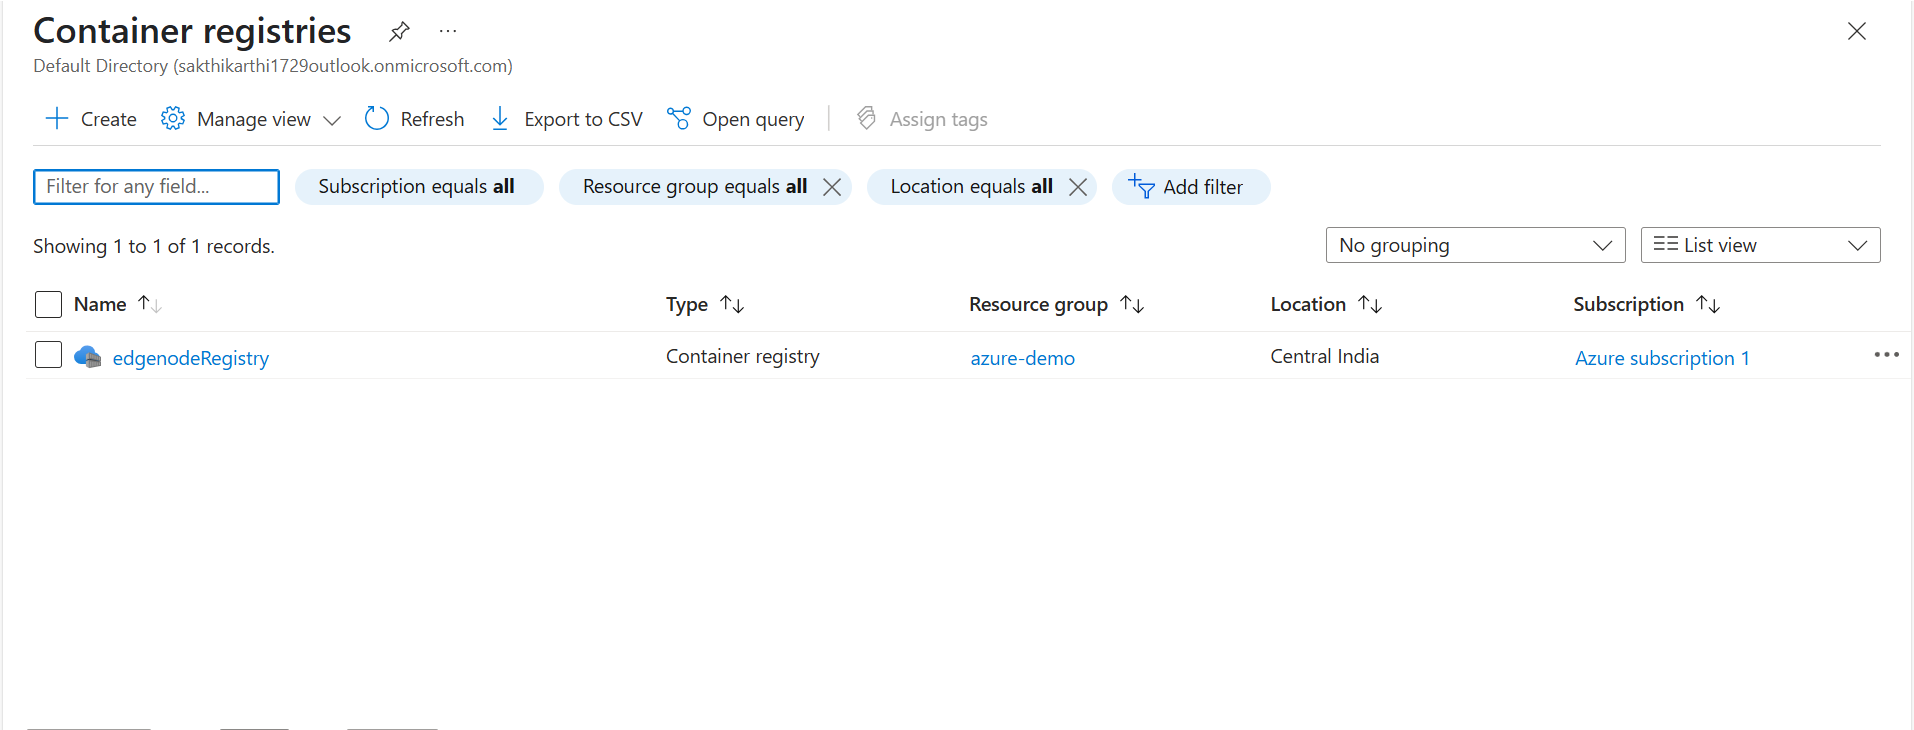 Container registries
Default Directory (sakthikarthi1729outlook.onmicrosoft.com)
Create Manage view Refresh Export to CSV Open query Assign tags
Filter for any field... Subscription equals all Resource group equals all Location equals all Add filter
Showing 1 to 1 of 1 records. No grouping List view
Name Type Resource group Location Subscription
edgenodeRegistry Container registry azure-demo Central India Azure subscription 1